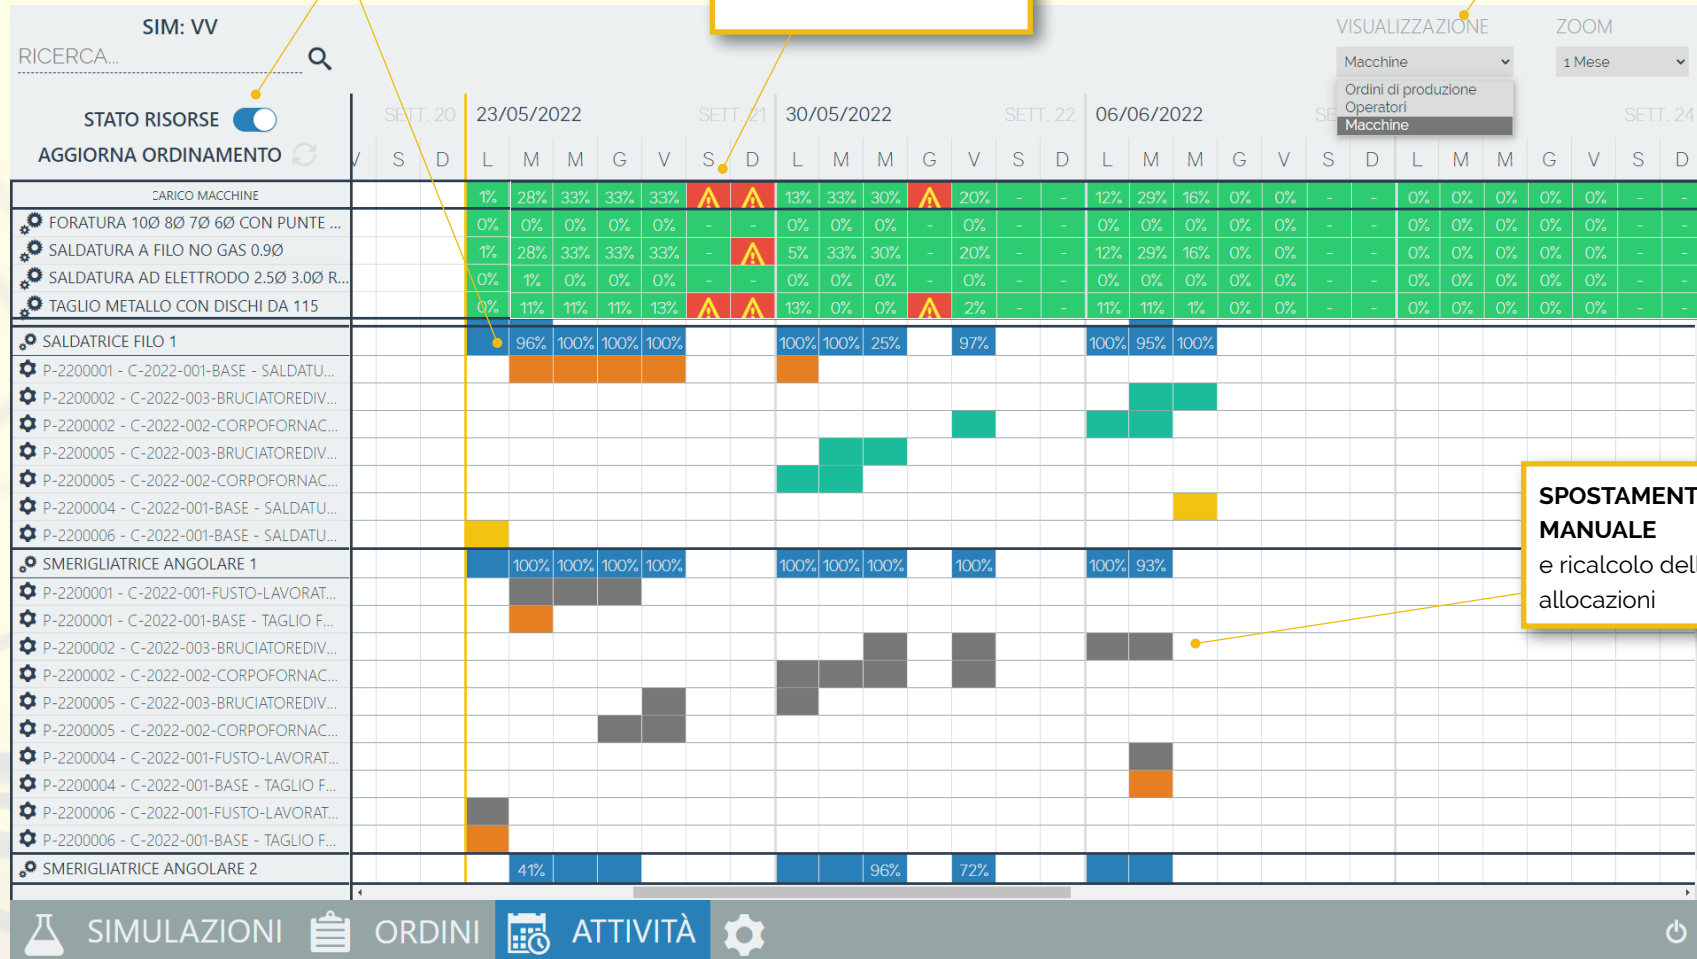 SIM: VV
RICERCA...
VISUALIZZAZIONE ZOOM
Macchine 1 Mese
Ordini di produzione
Operatori
Macchine
STATO RISORSE
AGGIORNA ORDINAMENTO
SETT. 20 23/05/2022 SETT. 21 30/05/2022 SETT. 22 06/06/2022 SE SETT. 24
V S D L M M G V S D L M M G V S D L M M G V S D L M M G V S D
CARICO MACCHINE 1% 28% 33% 33% 33% 13% 33% 30% 20% - - 12% 29% 16% 0% 0% - - 0% 0% 0% 0% 0% - -
FORATURA 10Ø 8Ø 7Ø 6Ø CON PUNTE ... 0% 0% 0% 0% 0% - - 0% 0% 0% - 0% - - 0% 0% 0% 0% 0% - - 0% 0% 0% 0% 0% - -
SALDATURA A FILO NO GAS 0.9Ø 1% 28% 33% 33% 33% - 5% 33% 30% - 20% - - 12% 29% 16% 0% 0% - - 0% 0% 0% 0% 0% - -
SALDATURA AD ELETTRODO 2.5Ø 3.0Ø R... 0% 1% 0% 0% 0% - - 0% 0% 0% - 0% - - 0% 0% 0% 0% 0% - - 0% 0% 0% 0% 0% - -
TAGLIO METALLO CON DISCHI DA 115 0% 11% 11% 11% 13% 13% 0% 0% 2% - - 11% 11% 1% 0% 0% - - 0% 0% 0% 0% 0% - -
SALDATRICE FILO 1 96% 100% 100% 100% 100% 100% 25% 97% 100% 95% 100%
P-2200001 - C-2022-001-BASE - SALDATU...
P-2200002 - C-2022-003-BRUCIATOREDIV...
P-2200002 - C-2022-002-CORPOFORNAC...
P-2200005 - C-2022-003-BRUCIATOREDIV...
P-2200005 - C-2022-002-CORPOFORNAC...
P-2200004 - C-2022-001-BASE - SALDATU...
P-2200006 - C-2022-001-BASE - SALDATU...
SPOSTAMENT
MANUALE
e ricalcolo dell
allocazioni
SMERIGLIATRICE ANGOLARE 1 100% 100% 100% 100% 100% 100% 100% 100% 100% 93%
P-2200001 - C-2022-001-FUSTO-LAVORAT...
P-2200001 - C-2022-001-BASE - TAGLIO F...
P-2200002 - C-2022-003-BRUCIATOREDIV...
P-2200002 - C-2022-002-CORPOFORNAC...
P-2200005 - C-2022-003-BRUCIATOREDIV...
P-2200005 - C-2022-002-CORPOFORNAC...
P-2200004 - C-2022-001-FUSTO-LAVORAT...
P-2200004 - C-2022-001-BASE - TAGLIO F...
P-2200006 - C-2022-001-FUSTO-LAVORAT...
P-2200006 - C-2022-001-BASE - TAGLIO F...
SMERIGLIATRICE ANGOLARE 2 41% 96% 72%
SIMULAZIONI ORDINI ATTIVITÀ